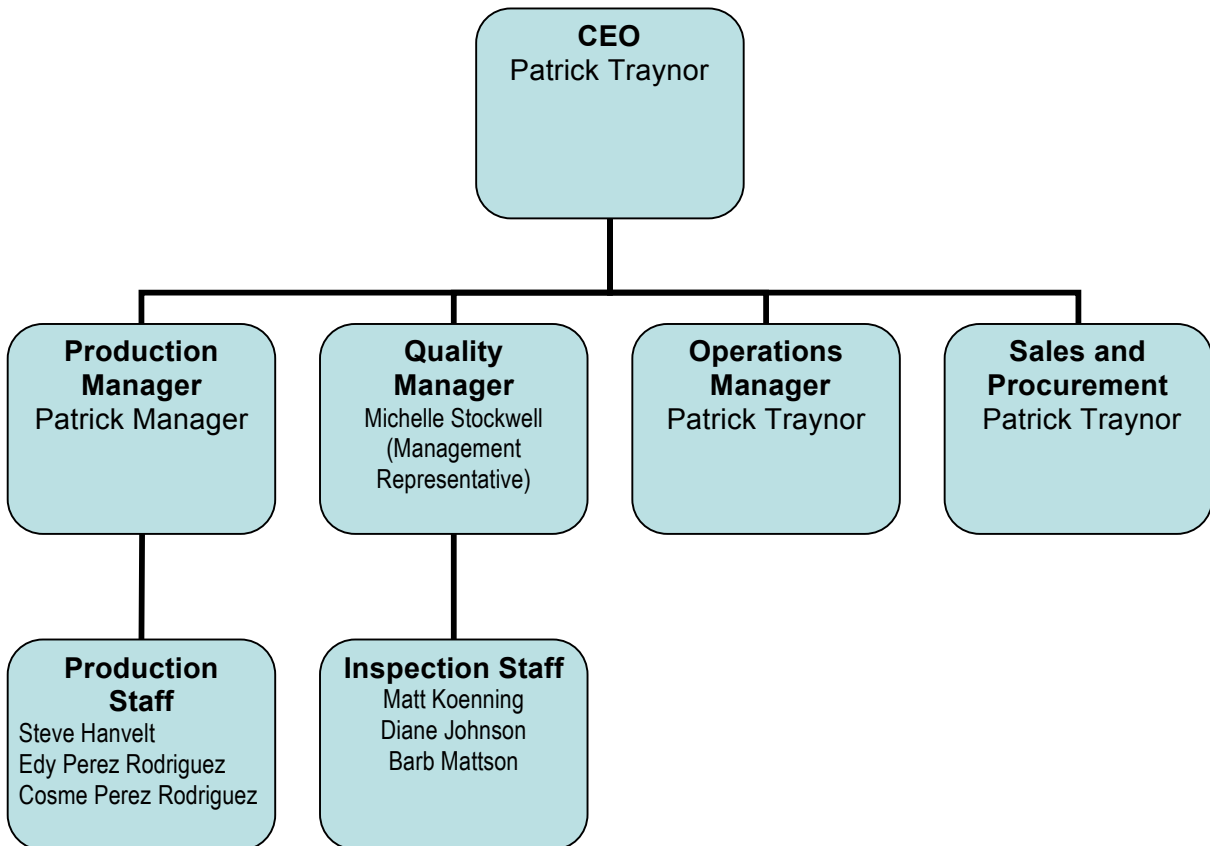 CEO
Patrick Traynor
Production
Manager
Patrick Manager
Quality
Manager
Michelle Stockwell
(Management
Representative)
Operations
Manager
Patrick Traynor
Sales and
Procurement
Patrick Traynor
Production
Staff
Steve Hanvelt
Edy Perez Rodriguez
Cosme Perez Rodriguez
Inspection Staff
Matt Koenning
Diane Johnson
Barb Mattson